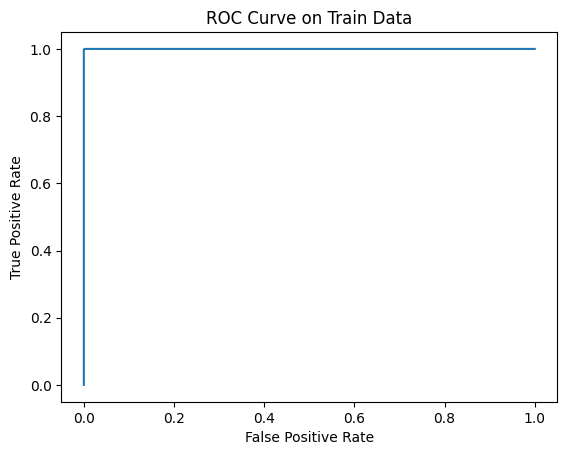 ROC Curve on Train Data
True Positive Rate
1.0
0.8
0.6
0.4
0.2
0.0
0.0 0.2 0.4 0.6 0.8 1.0
False Positive Rate